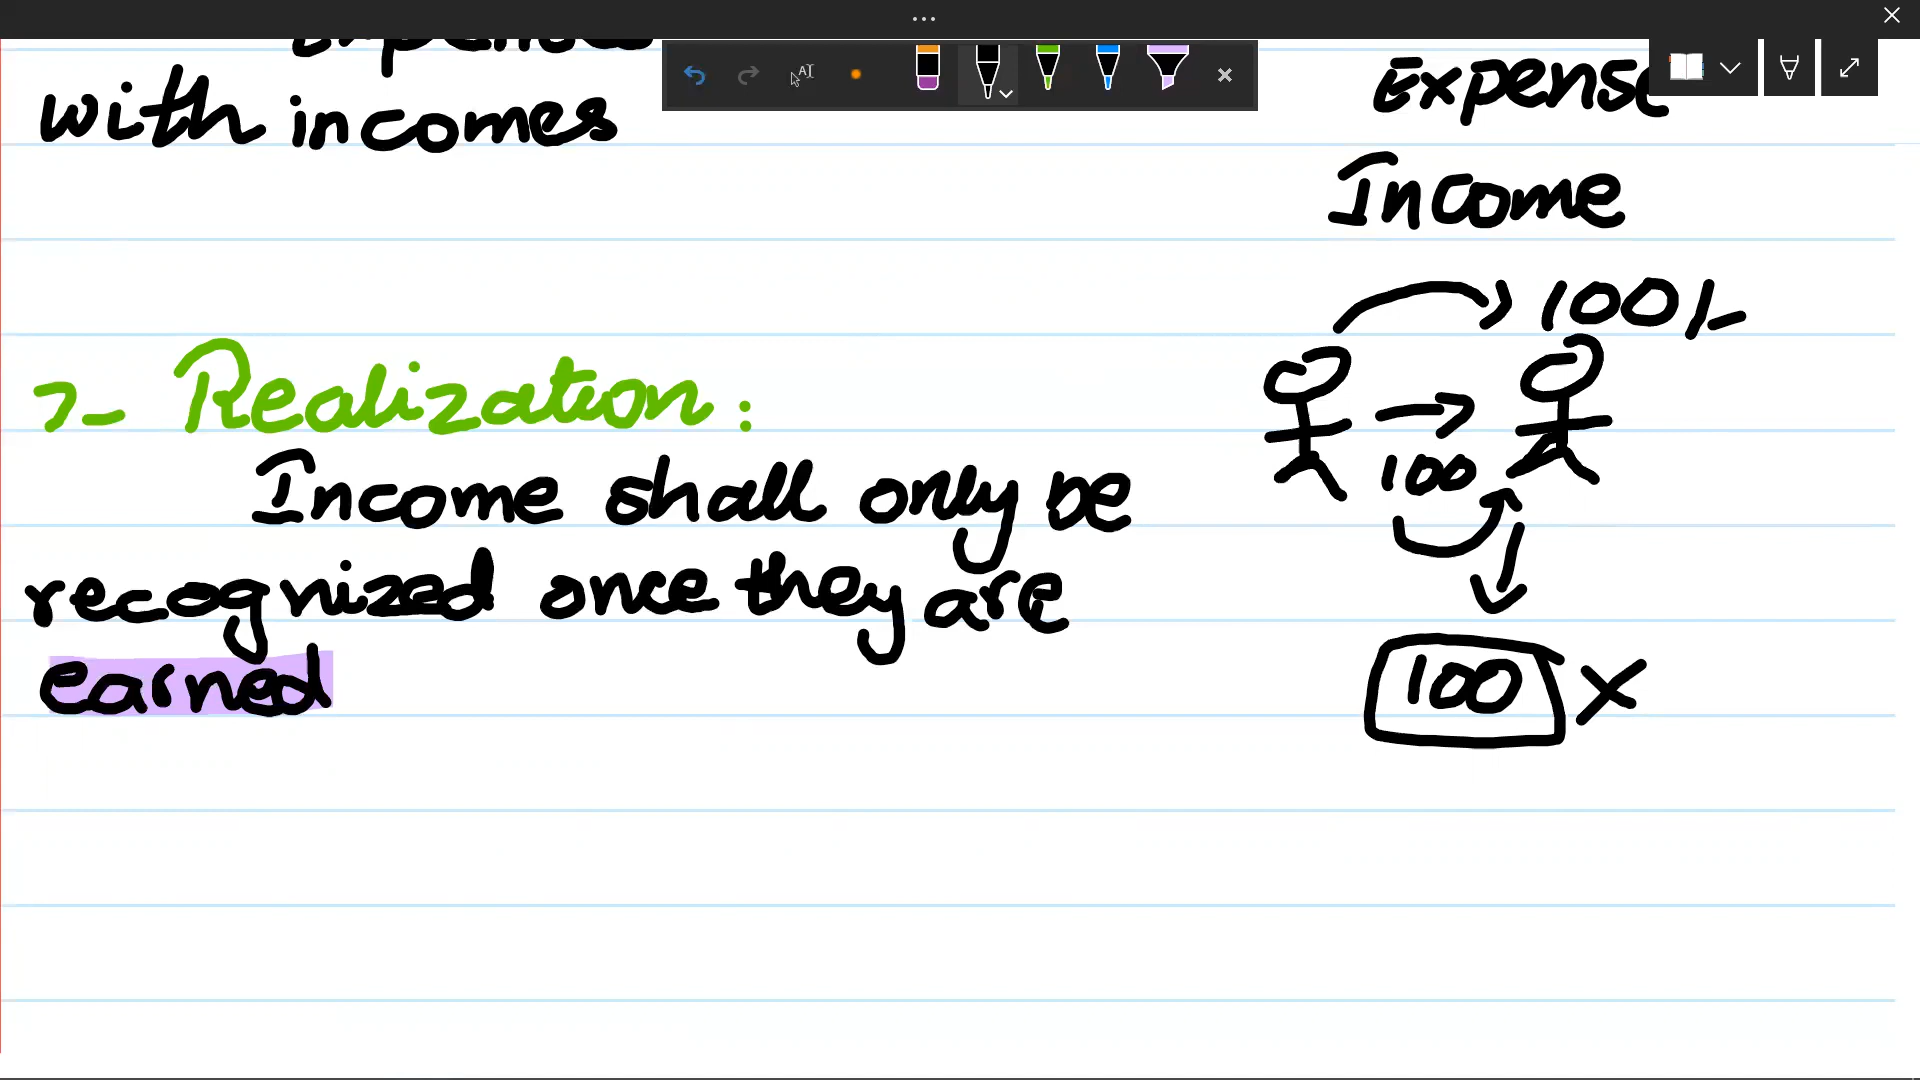 with incomes
Expense
Income
100/-
7- Realization:
Income shall only be
recognized once they are
earned
100
100 X